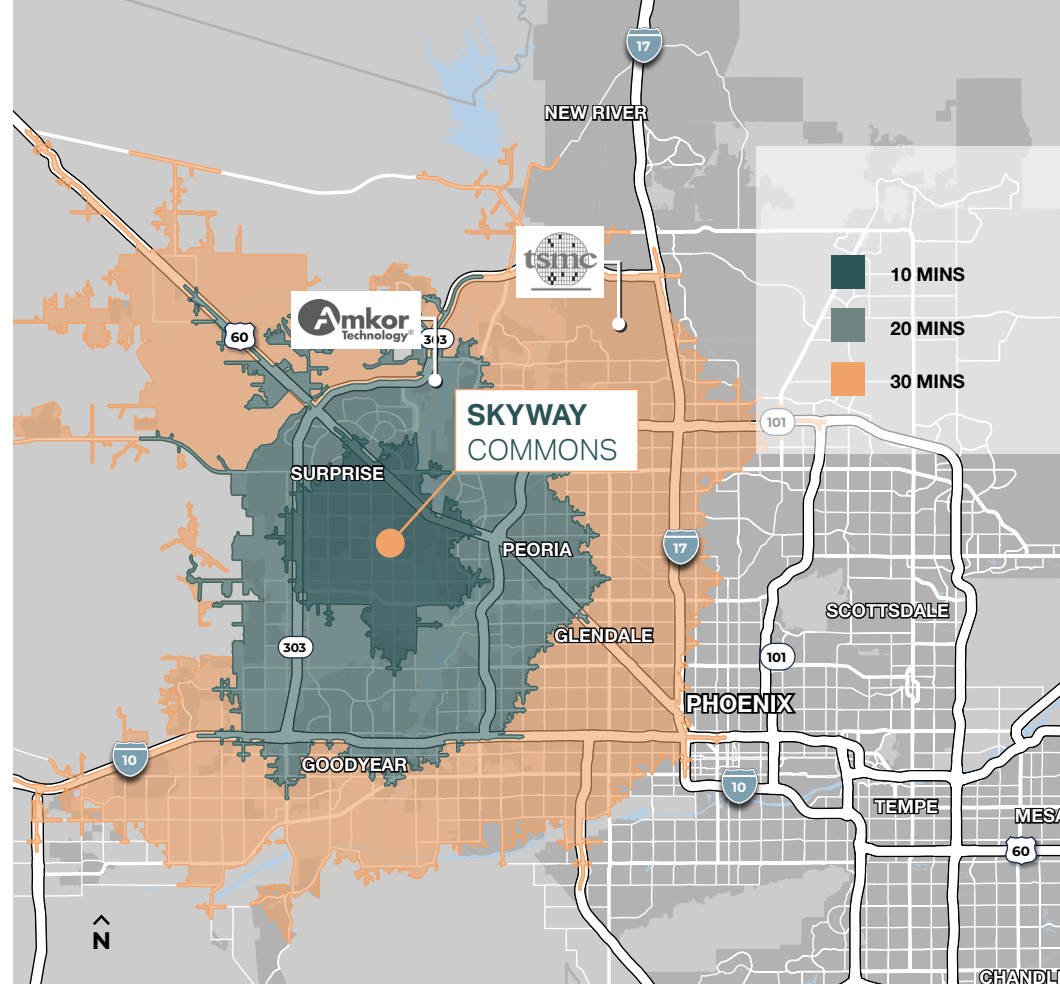 17
NEW RIVER
tsmc
10 MINS
Amkor
Technology®
303
60
20 MINS
30 MINS
SKYWAY
COMMONS
101
SURPRISE
PEORIA
17
SCOTTSDALE
GLENDALE
303
101
PHOENIX
10
GOODYEAR
10
TEMPE
MESA
60
N
CHANDL